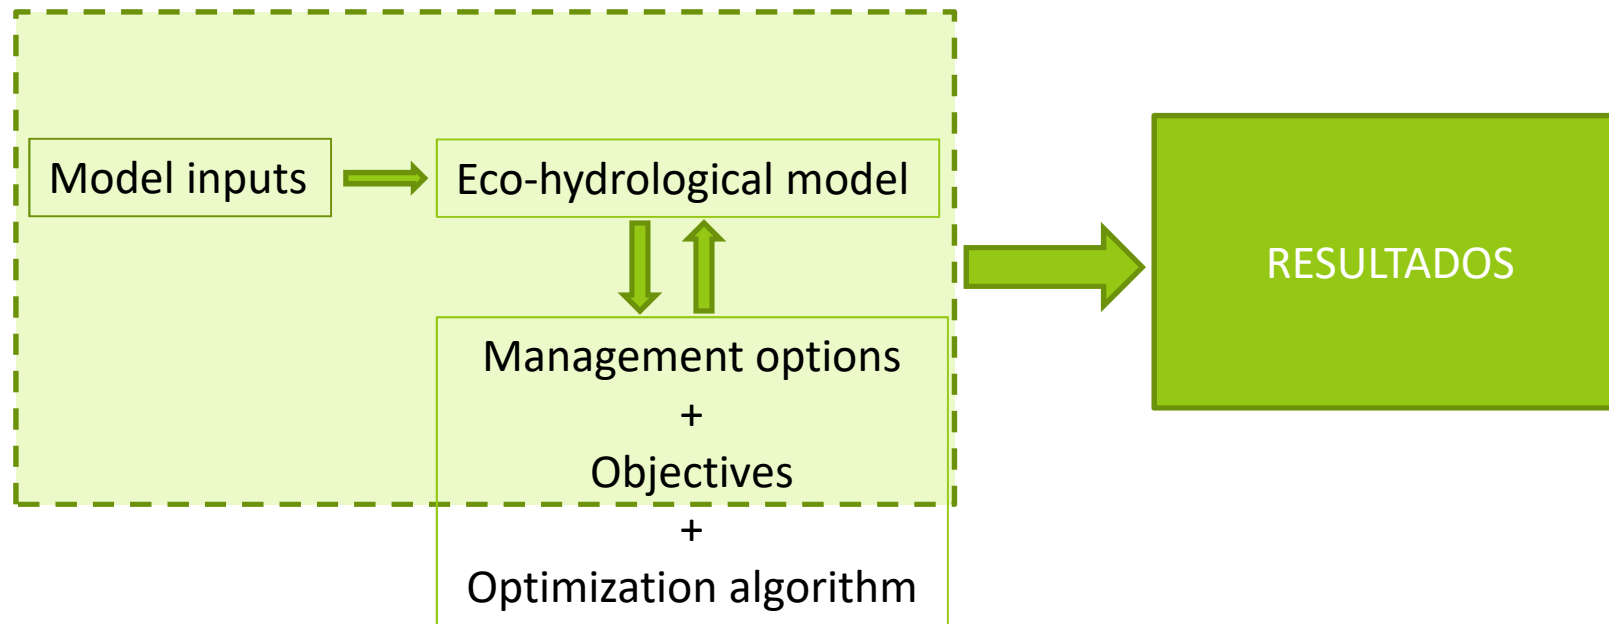 Model inputs
Eco-hydrological model
RESULTADOS
Management options
+
Objectives
+
Optimization algorithm